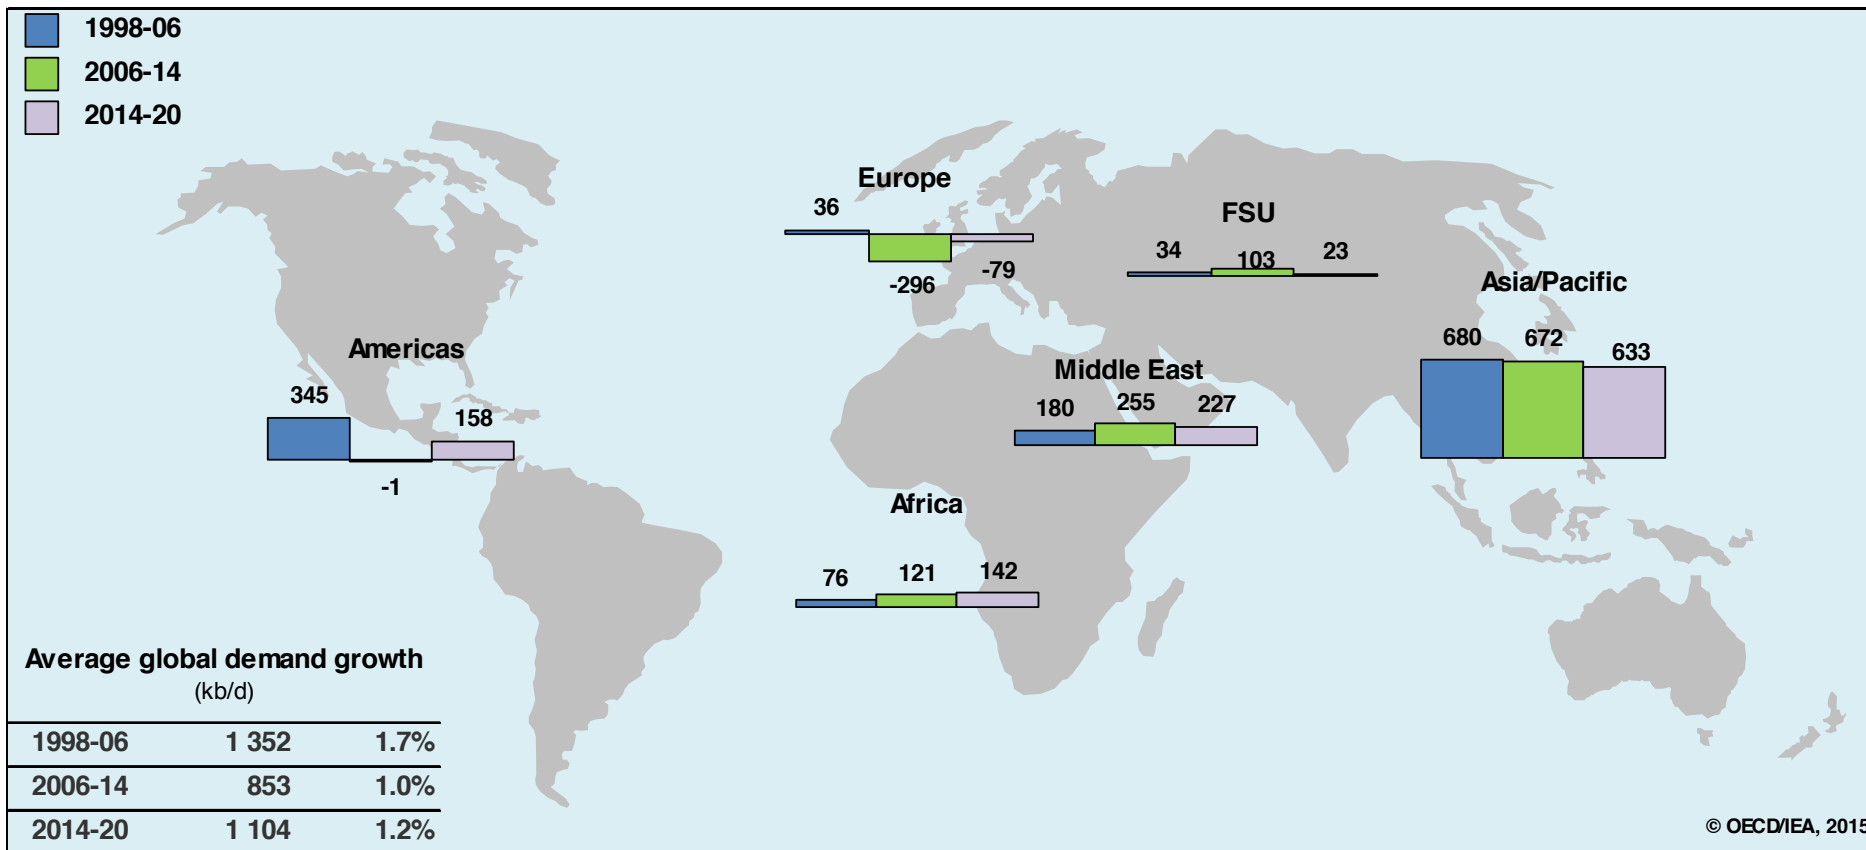 1998-06
2006-14
2014-20
Europe
36
-296
-79
FSU
34
103
23
Asia/Pacific
680
672
633
Americas
345
-1
158
Middle East
180
255
227
Africa
76
121
142
Average global demand growth
(kb/d)
1998-06 1 352 1.7%
2006-14 853 1.0%
2014-20 1 104 1.2%
© OECD/IEA, 2015